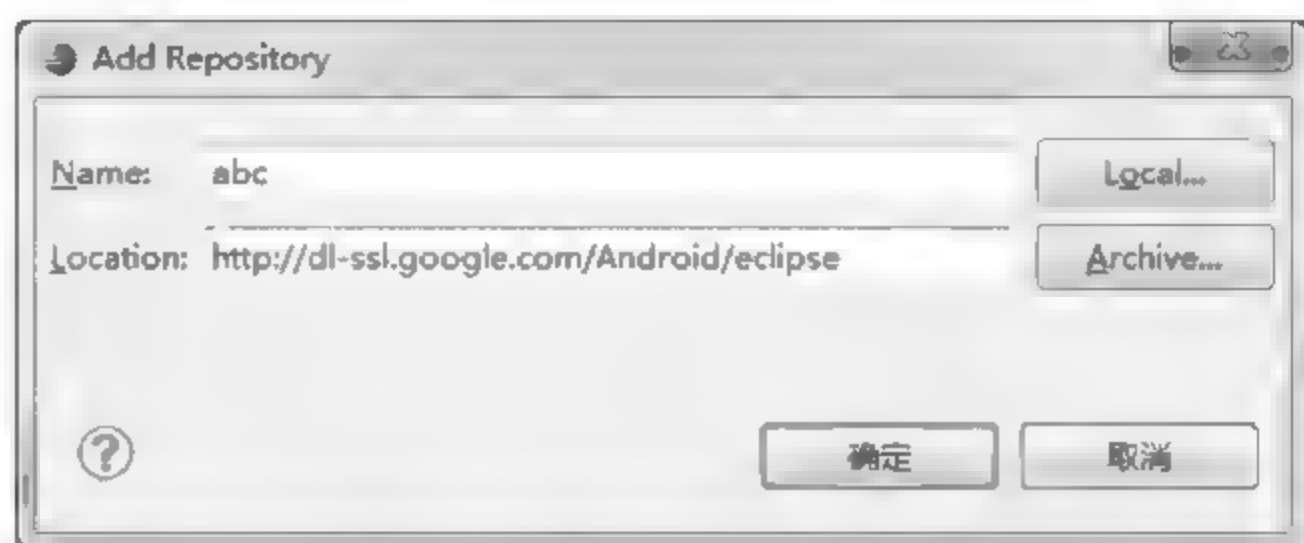 Add Repository
Name: abc Local...
Location: http://dl-ssl.google.com/Android/eclipse Archive...
? 确定 取消